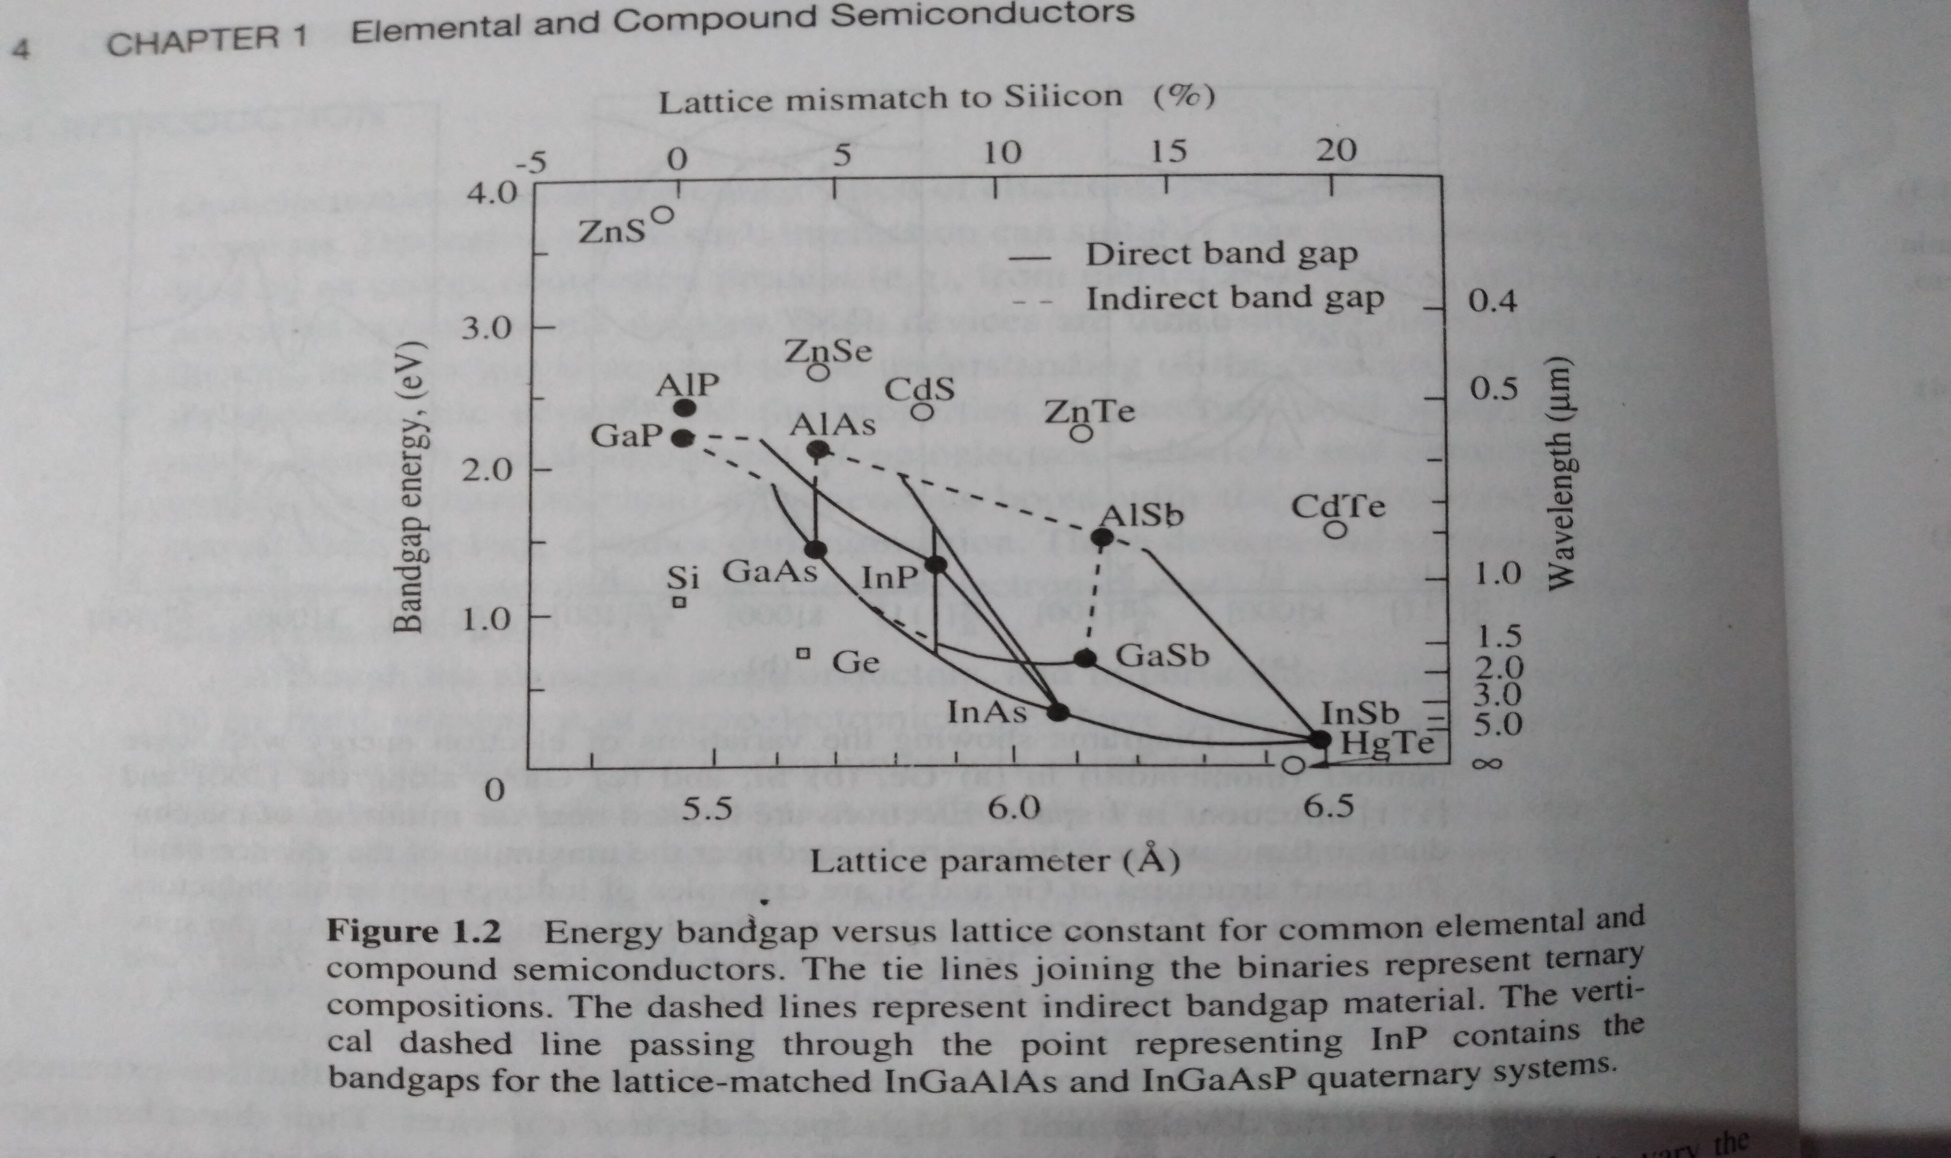 4 CHAPTER 1 Elemental and Compound Semiconductors
Lattice mismatch to Silicon (%)
-5 0 5 10 15 20
4.0
ZnS
Direct band gap
Indirect band gap
0.4
3.0
ZnSe
AlP
CdS
0.5
GaP
AlAs
ZnTe
2.0
Bandgap energy, (eV)
Wavelength (µm)
AlSb
CdTe
Si
GaAs
InP
1.0
1.0
Ge
GaSb
1.5
2.0
3.0
InAs
InSb
5.0
HgTe
∞
0
5.5 6.0 6.5
Lattice parameter (Å)
Figure 1.2 Energy bandgap versus lattice constant for common elemental and
compound semiconductors. The tie lines joining the binaries represent ternary
compositions. The dashed lines represent indirect bandgap material. The verti-
cal dashed line passing through the point representing InP contains the
bandgaps for the lattice-matched InGaAlAs and InGaAsP quaternary systems.
vary the